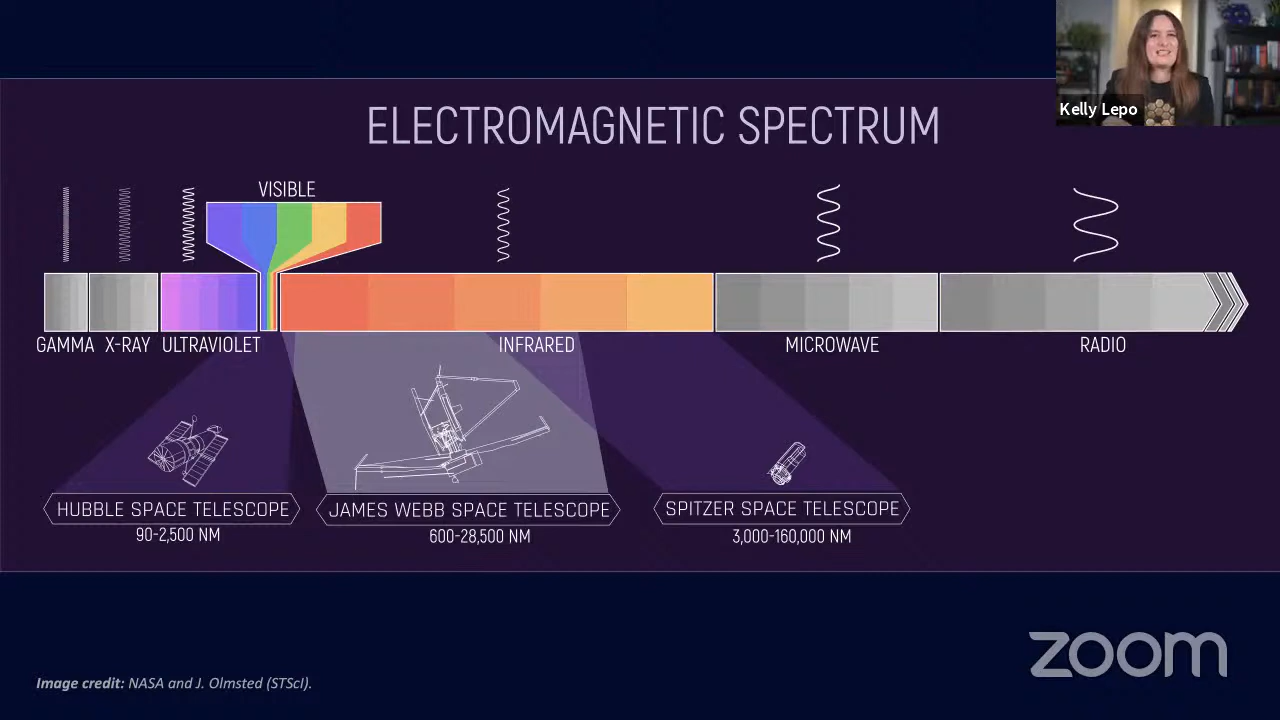 Kelly Lepo
ELECTROMAGNETIC SPECTRUM
VISIBLE
GAMMA X-RAY ULTRAVIOLET INFRARED MICROWAVE RADIO
HUBBLE SPACE TELESCOPE
90-2,500 NM
JAMES WEBB SPACE TELESCOPE
600-28,500 NM
SPITZER SPACE TELESCOPE
3,000-160,000 NM
zoom
Image credit: NASA and J. Olmsted (STScI).